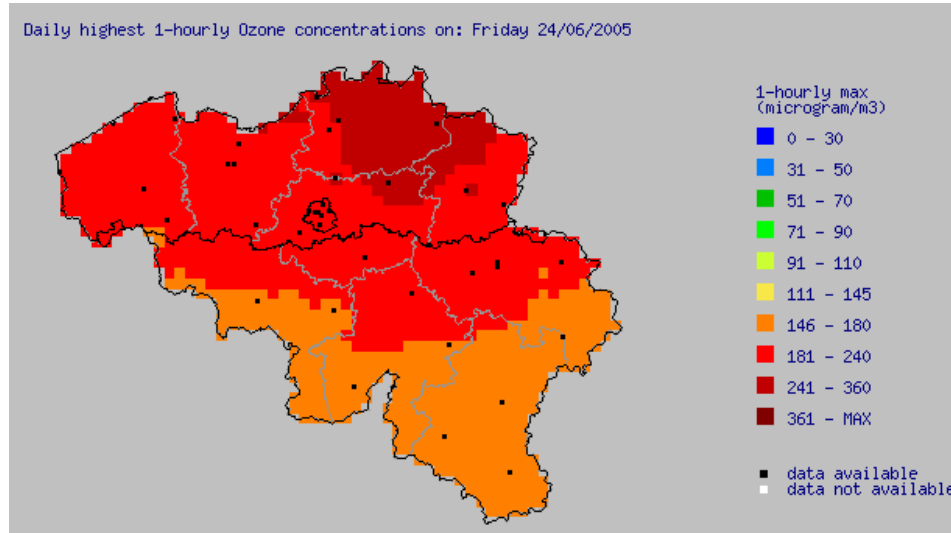 Daily highest 1-hourly Ozone concentrations on: Friday 24/06/2005
1-hourly max
(microgram/m3)
0 - 30
31 - 50
51 - 70
71 - 90
91 - 110
111 - 145
146 - 180
181 - 240
241 - 360
361 - MAX
data available
data not available